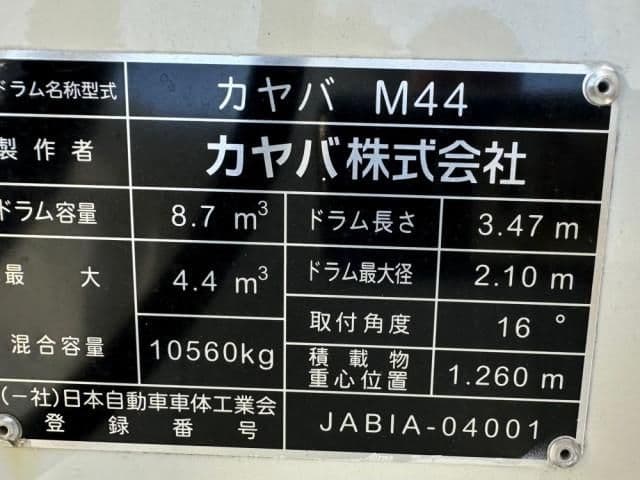 ドラム名称型式 カヤバ M44
製作者 カヤバ株式会社
ドラム容量 8.7 m³ ドラム長さ 3.47 m
最大 4.4 m³ ドラム最大径 2.10 m
取付角度 16 °
混合容量 10560kg 積載物
重心位置 1.260 m
(一社)日本自動車車体工業会
登録番号 JABIA-04001